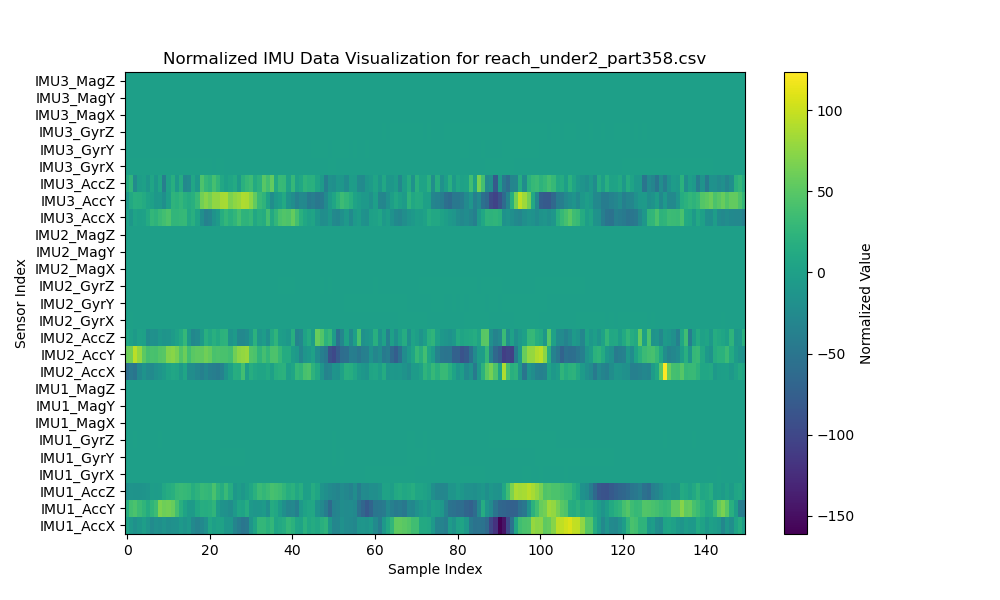 Normalized IMU Data Visualization for reach_under2_part358.csv
IMU3_MagZ
IMU3_MagY
IMU3_MagX
IMU3_GyrZ
IMU3_GyrY
IMU3_GyrX
IMU3_AccZ
IMU3_AccY
IMU3_AccX
IMU2_MagZ
IMU2_MagY
IMU2_MagX
IMU2_GyrZ
IMU2_GyrY
IMU2_GyrX
IMU2_AccZ
IMU2_AccY
IMU2_AccX
IMU1_MagZ
IMU1_MagY
IMU1_MagX
IMU1_GyrZ
IMU1_GyrY
IMU1_GyrX
IMU1_AccZ
IMU1_AccY
IMU1_AccX
Sensor Index
0 20 40 60 80 100 120 140
Sample Index
100
50
0
−50
−100
−150
Normalized Value